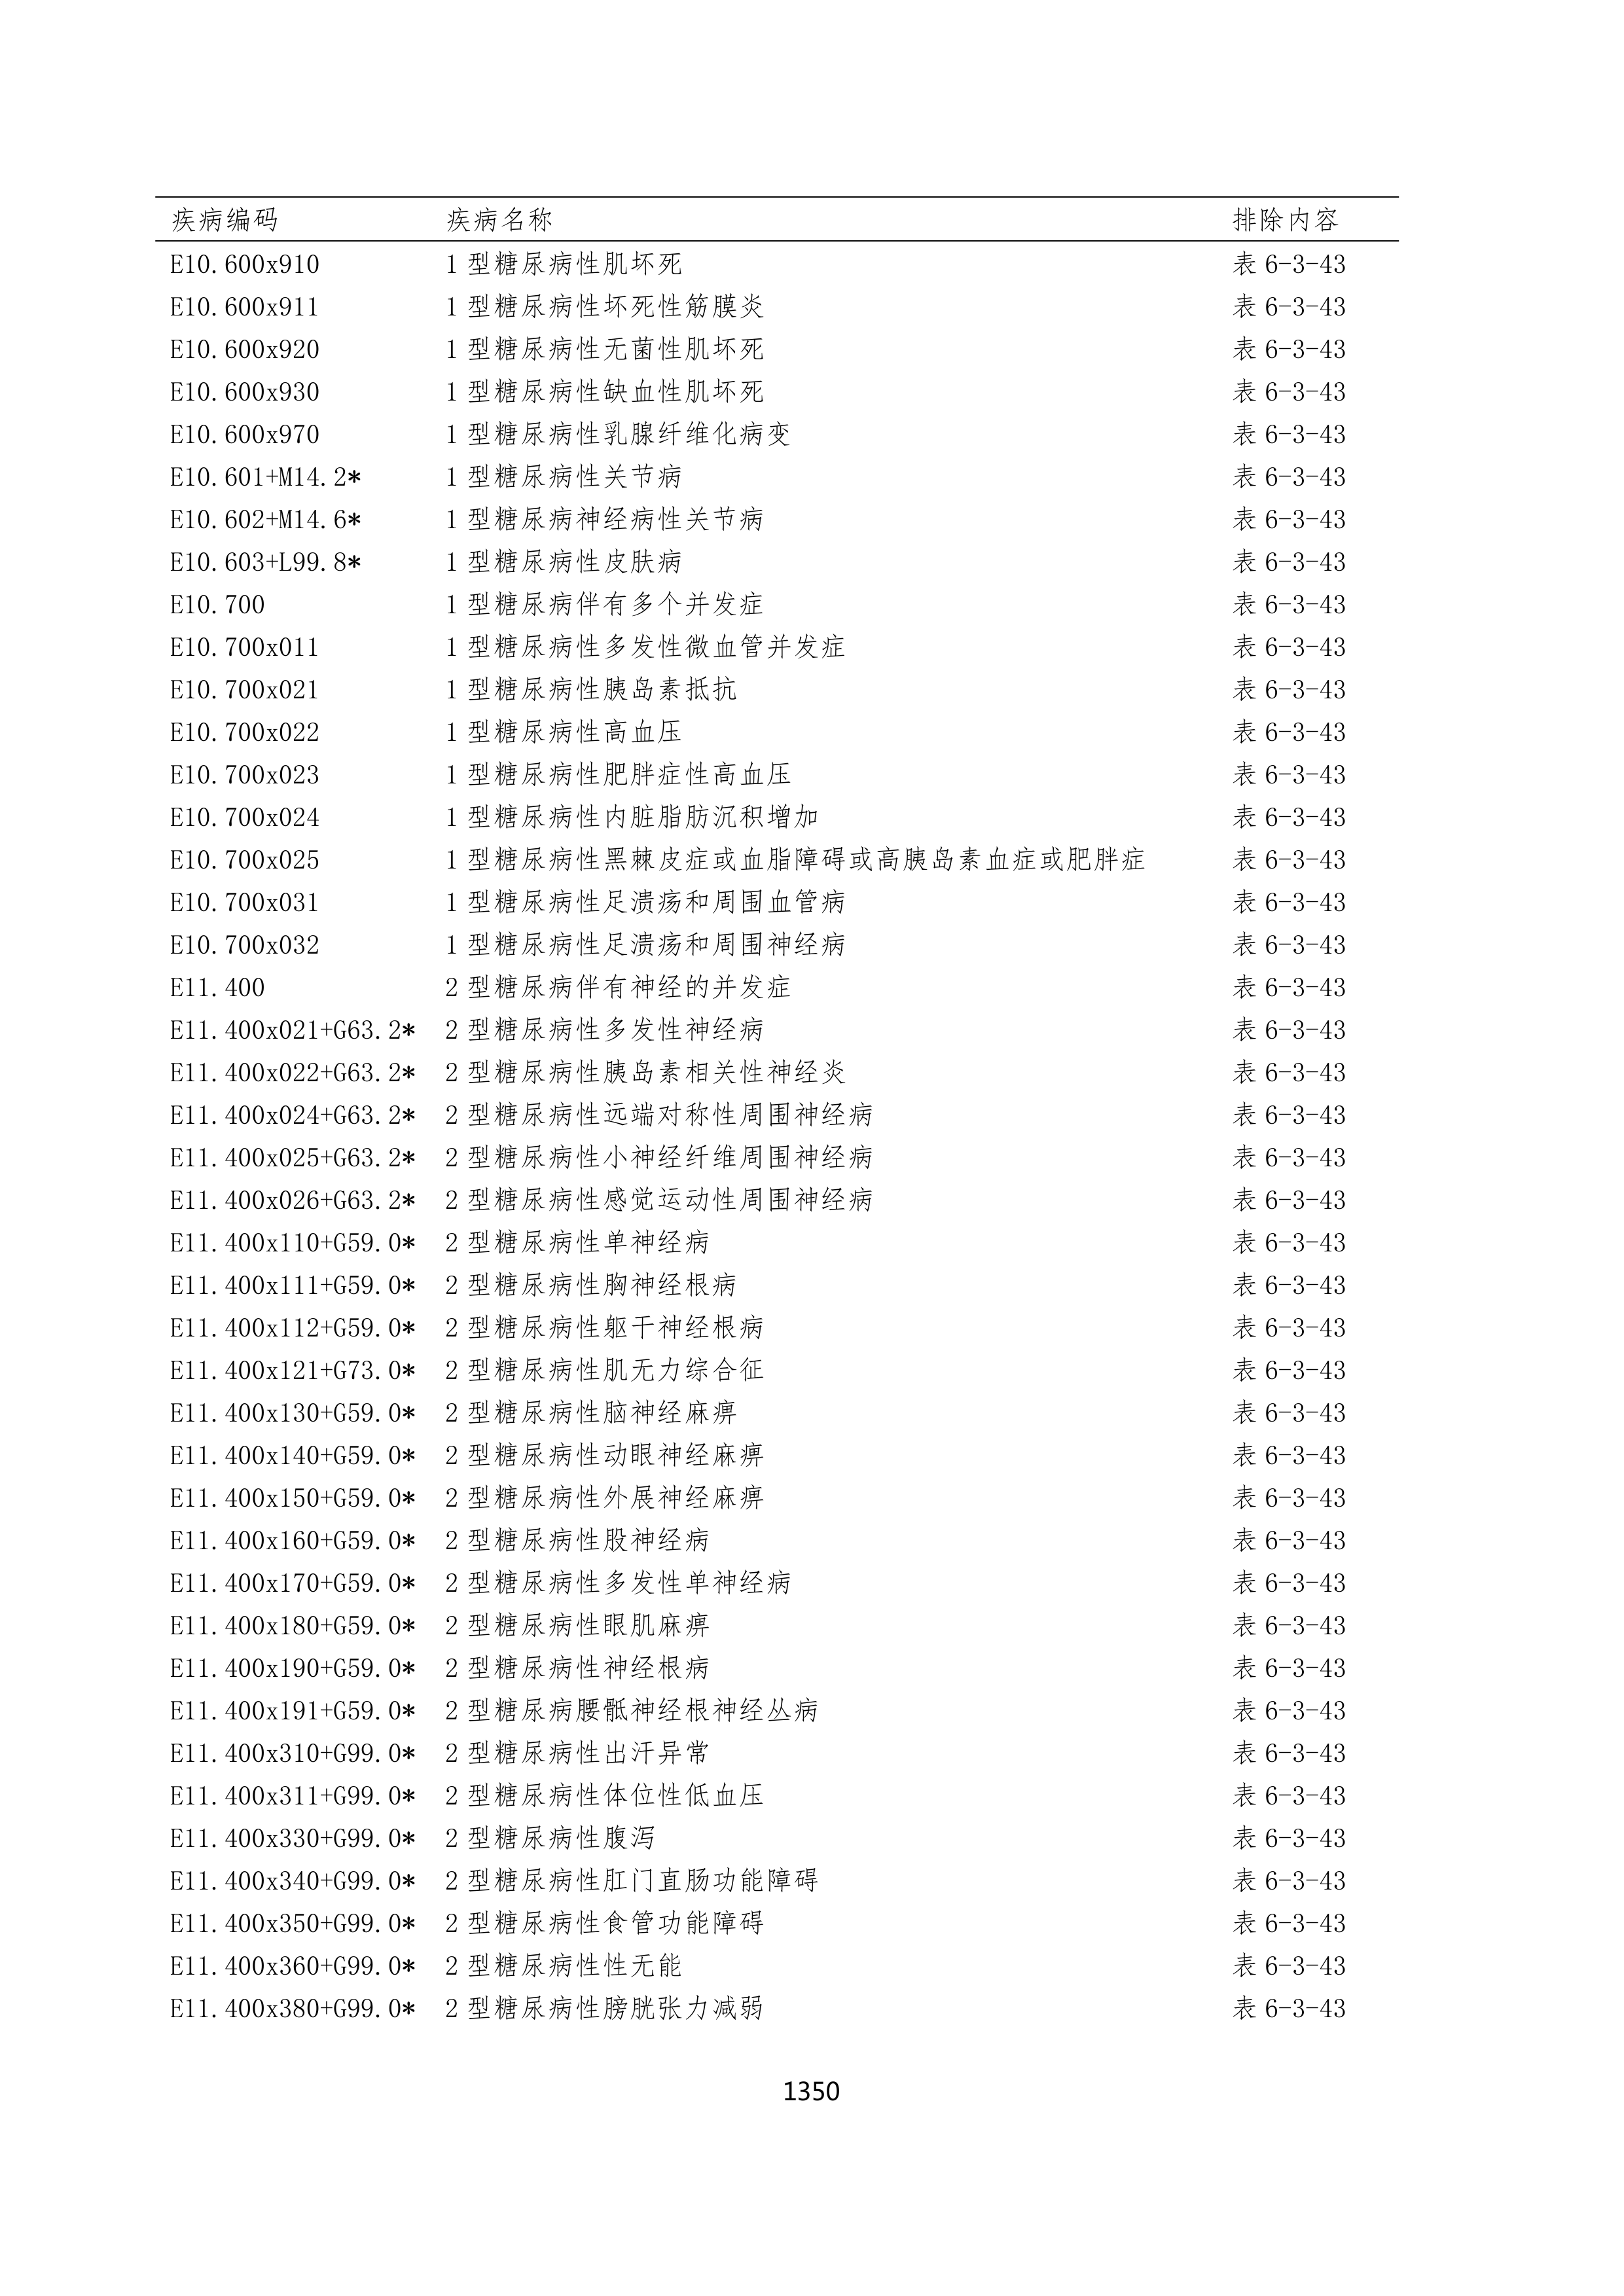 疾病编码 疾病名称 排除内容
E10.600x910 1 型糖尿病性肌坏死 表 6-3-43
E10.600x911 1 型糖尿病性坏死性筋膜炎 表 6-3-43
E10.600x920 1 型糖尿病性无菌性肌坏死 表 6-3-43
E10.600x930 1 型糖尿病性缺血性肌坏死 表 6-3-43
E10.600x970 1 型糖尿病性乳腺纤维化病变 表 6-3-43
E10.601+M14.2* 1 型糖尿病性关节病 表 6-3-43
E10.602+M14.6* 1 型糖尿病神经病性关节病 表 6-3-43
E10.603+L99.8* 1 型糖尿病性皮肤病 表 6-3-43
E10.700 1 型糖尿病伴有多个并发症 表 6-3-43
E10.700x011 1 型糖尿病性多发性微血管并发症 表 6-3-43
E10.700x021 1 型糖尿病性胰岛素抵抗 表 6-3-43
E10.700x022 1 型糖尿病性高血压 表 6-3-43
E10.700x023 1 型糖尿病性肥胖症性高血压 表 6-3-43
E10.700x024 1 型糖尿病性内脏脂肪沉积增加 表 6-3-43
E10.700x025 1 型糖尿病性黑棘皮症或血脂障碍或高胰岛素血症或肥胖症 表 6-3-43
E10.700x031 1 型糖尿病性足溃疡和周围血管病 表 6-3-43
E10.700x032 1 型糖尿病性足溃疡和周围神经病 表 6-3-43
E11.400 2 型糖尿病伴有神经的并发症 表 6-3-43
E11.400x021+G63.2* 2 型糖尿病性多发性神经病 表 6-3-43
E11.400x022+G63.2* 2 型糖尿病性胰岛素相关性神经炎 表 6-3-43
E11.400x024+G63.2* 2 型糖尿病性远端对称性周围神经病 表 6-3-43
E11.400x025+G63.2* 2 型糖尿病性小神经纤维周围神经病 表 6-3-43
E11.400x026+G63.2* 2 型糖尿病性感觉运动性周围神经病 表 6-3-43
E11.400x110+G59.0* 2 型糖尿病性单神经病 表 6-3-43
E11.400x111+G59.0* 2 型糖尿病性胸神经根病 表 6-3-43
E11.400x112+G59.0* 2 型糖尿病性躯干神经根病 表 6-3-43
E11.400x121+G73.0* 2 型糖尿病性肌无力综合征 表 6-3-43
E11.400x130+G59.0* 2 型糖尿病性脑神经麻痹 表 6-3-43
E11.400x140+G59.0* 2 型糖尿病性动眼神经麻痹 表 6-3-43
E11.400x150+G59.0* 2 型糖尿病性外展神经麻痹 表 6-3-43
E11.400x160+G59.0* 2 型糖尿病性股神经病 表 6-3-43
E11.400x170+G59.0* 2 型糖尿病性多发性单神经病 表 6-3-43
E11.400x180+G59.0* 2 型糖尿病性眼肌麻痹 表 6-3-43
E11.400x190+G59.0* 2 型糖尿病性神经根病 表 6-3-43
E11.400x191+G59.0* 2 型糖尿病腰骶神经根神经丛病 表 6-3-43
E11.400x310+G99.0* 2 型糖尿病性出汗异常 表 6-3-43
E11.400x311+G99.0* 2 型糖尿病性体位性低血压 表 6-3-43
E11.400x330+G99.0* 2 型糖尿病性腹泻 表 6-3-43
E11.400x340+G99.0* 2 型糖尿病性肛门直肠功能障碍 表 6-3-43
E11.400x350+G99.0* 2 型糖尿病性食管功能障碍 表 6-3-43
E11.400x360+G99.0* 2 型糖尿病性性无能 表 6-3-43
E11.400x380+G99.0* 2 型糖尿病性膀胱张力减弱 表 6-3-43
1350